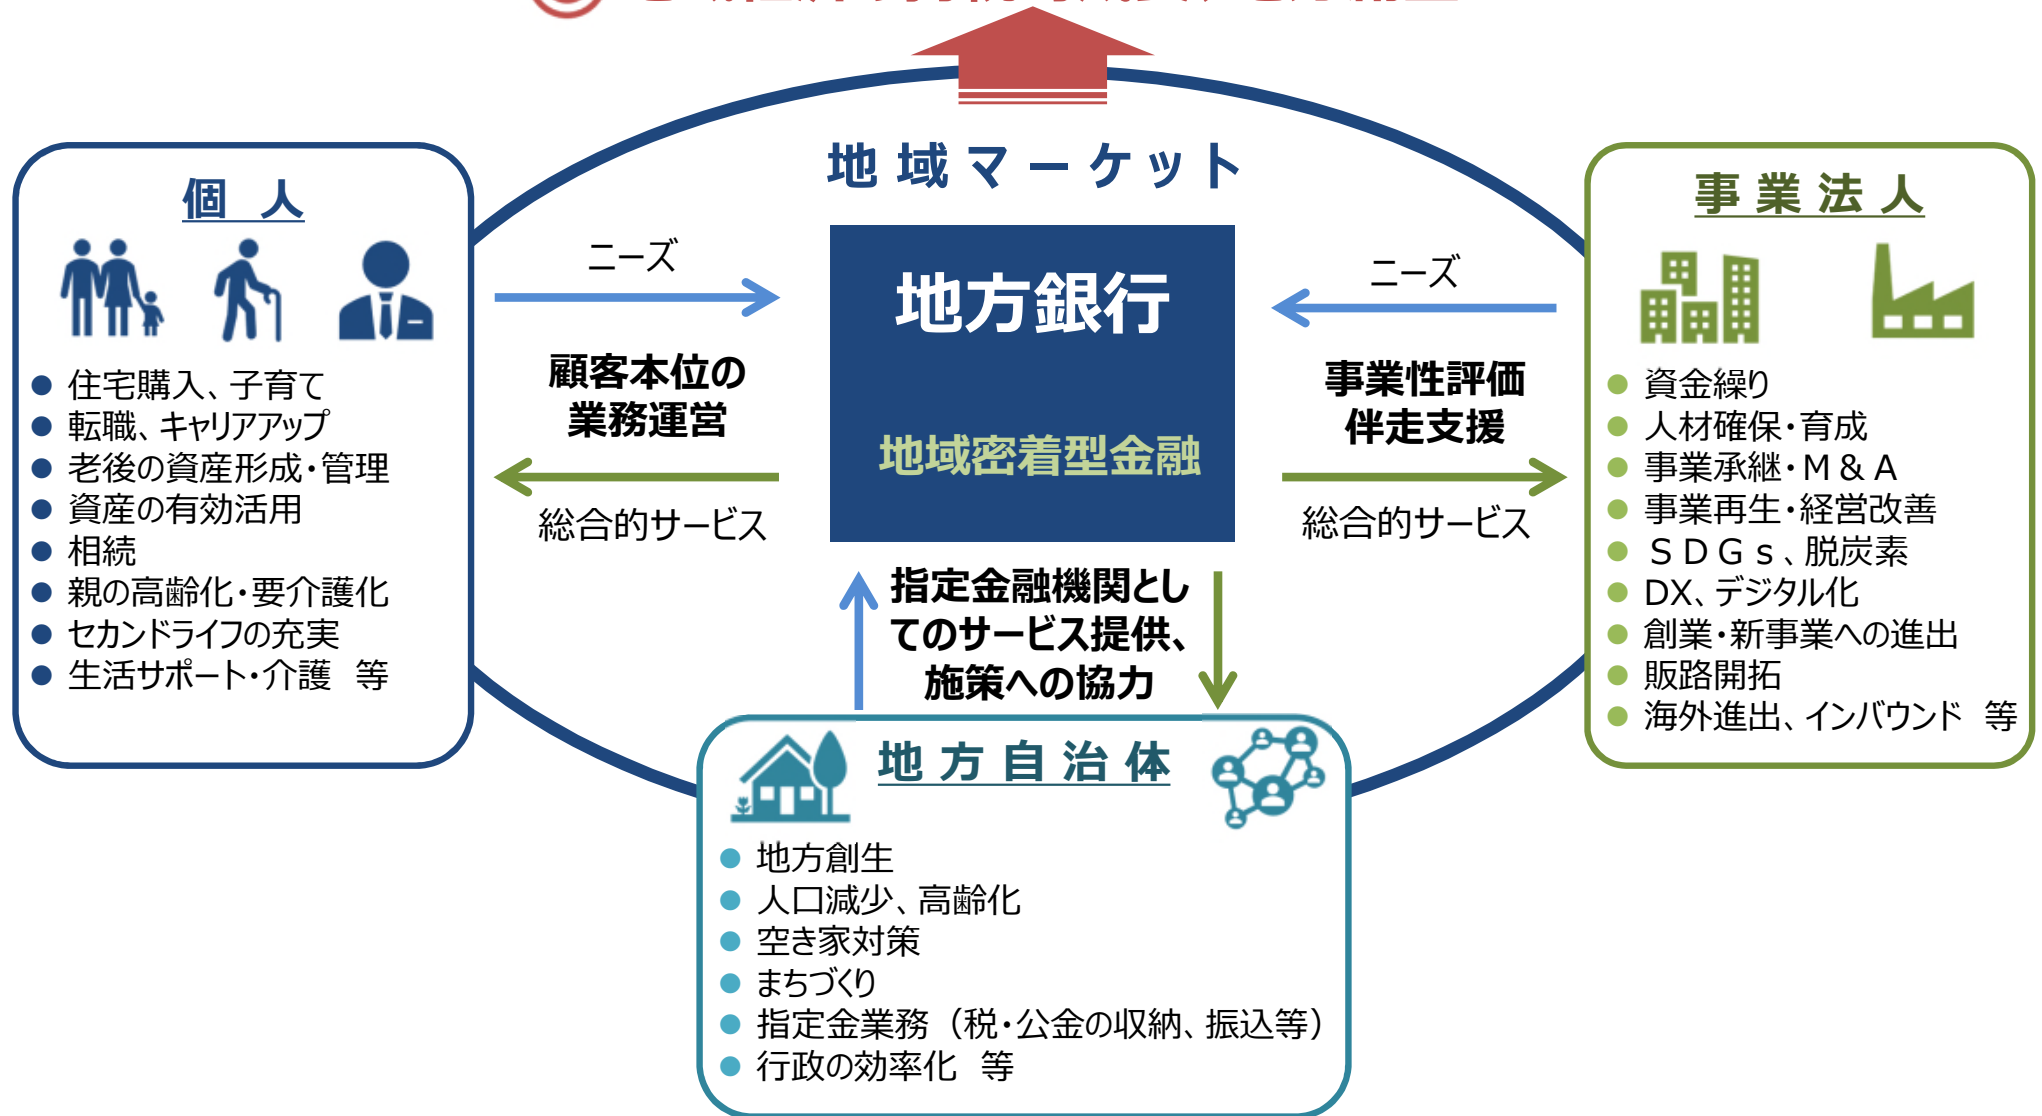 地域マーケット
個 人
住宅購入、子育て
転職、キャリアアップ
老後の資産形成・管理
資産の有効活用
相続
親の高齢化・要介護化
セカンドライフの充実
生活サポート・介護 等
ニーズ
顧客本位の
業務運営
総合的サービス
地方銀行
地域密着型金融
ニーズ
事業性評価
伴走支援
総合的サービス
事業法人
資金繰り
人材確保・育成
事業承継・M&A
事業再生・経営改善
SDGs、脱炭素
DX、デジタル化
創業・新事業への進出
販路開拓
海外進出、インバウンド 等
指定金融機関とし
てのサービス提供、
施策への協力
地方自治体
地方創生
人口減少、高齢化
空き家対策
まちづくり
指定金業務（税・公金の収納、振込等）
行政の効率化 等